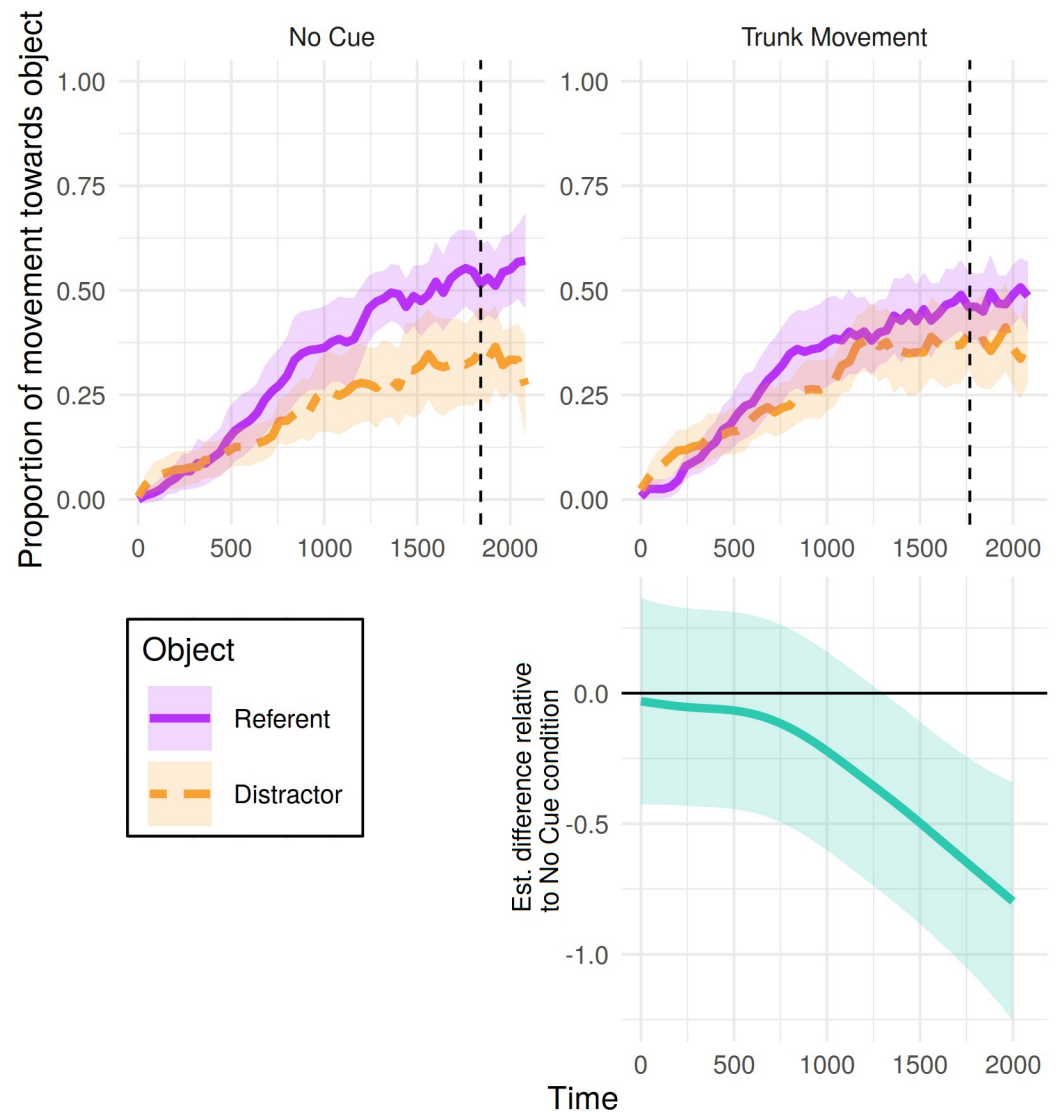 No Cue
Trunk Movement
Proportion of movement towards object
1.00
0.75
0.50
0.25
0.00
0 500 1000 1500 2000
1.00
0.75
0.50
0.25
0.00
0 500 1000 1500 2000
Object
Referent
Distractor
Est. difference relative
to No Cue condition
0.0
-0.5
-1.0
0 500 1000 1500 2000
Time